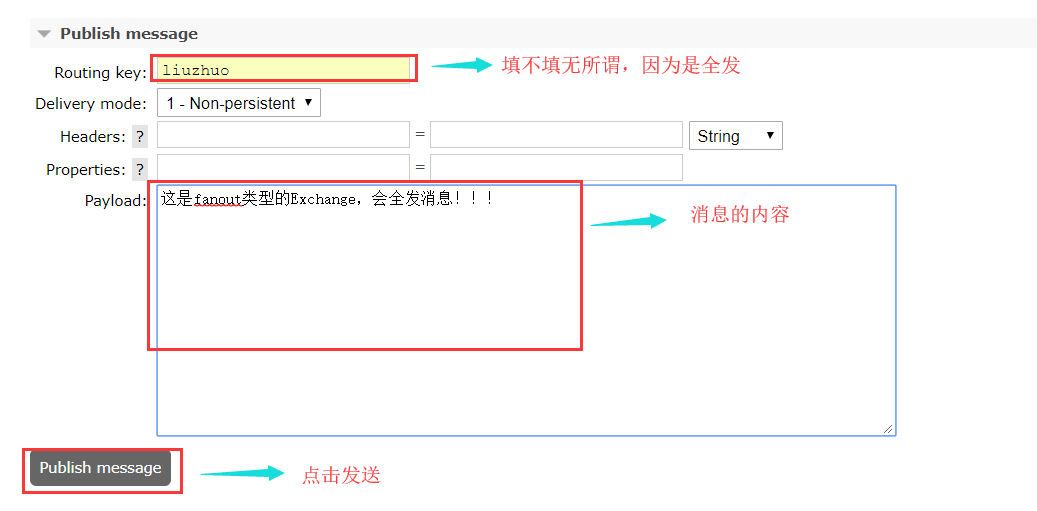 Publish message
Routing key: liuzhuo 填不填无所谓，因为是全发
Delivery mode: 1 - Non-persistent
Headers: ? = String
Properties: ? =
Payload: 这是fanout类型的Exchange，会全发消息！！！
消息的内容
Publish message 点击发送